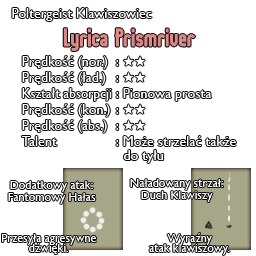 Poltergeist Klawiszowiec
Lyrica Prismriver
Prędkość (nor.) : ☆☆
Prędkość (ład.) : ☆☆
Kształt absorpcji : Pionowa prosta
Prędkość (kon.) : ☆☆
Prędkość (abs.) : ☆☆
Talent : Może strzelać także
do tyłu
Dodatkowy atak:
Fantomowy Hałas
Przesyła agresywne
dźwięki.
Naładowany strzał:
Duch Klawiszy
Wyraźny
atak klawiszowy.